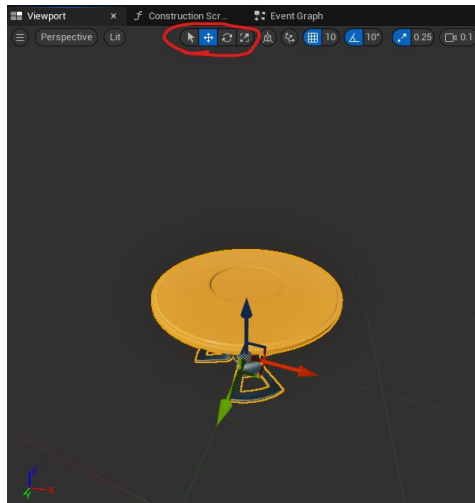 Viewport × Construction Scr... Event Graph
Perspective Lit 10 10° 0.25 0.1
Z
X
Y